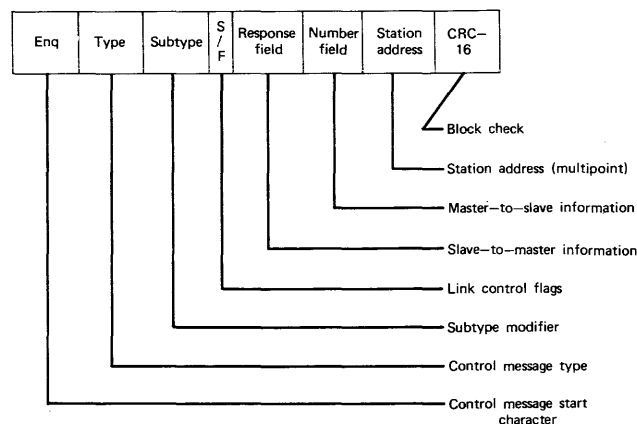 Enq
Type
Subtype
S
/
F
Response
field
Number
field
Station
address
CRC—
16
Block check
Station address (multipoint)
Master—to—slave information
Slave—to—master information
Link control flags
Subtype modifier
Control message type
Control message start
character